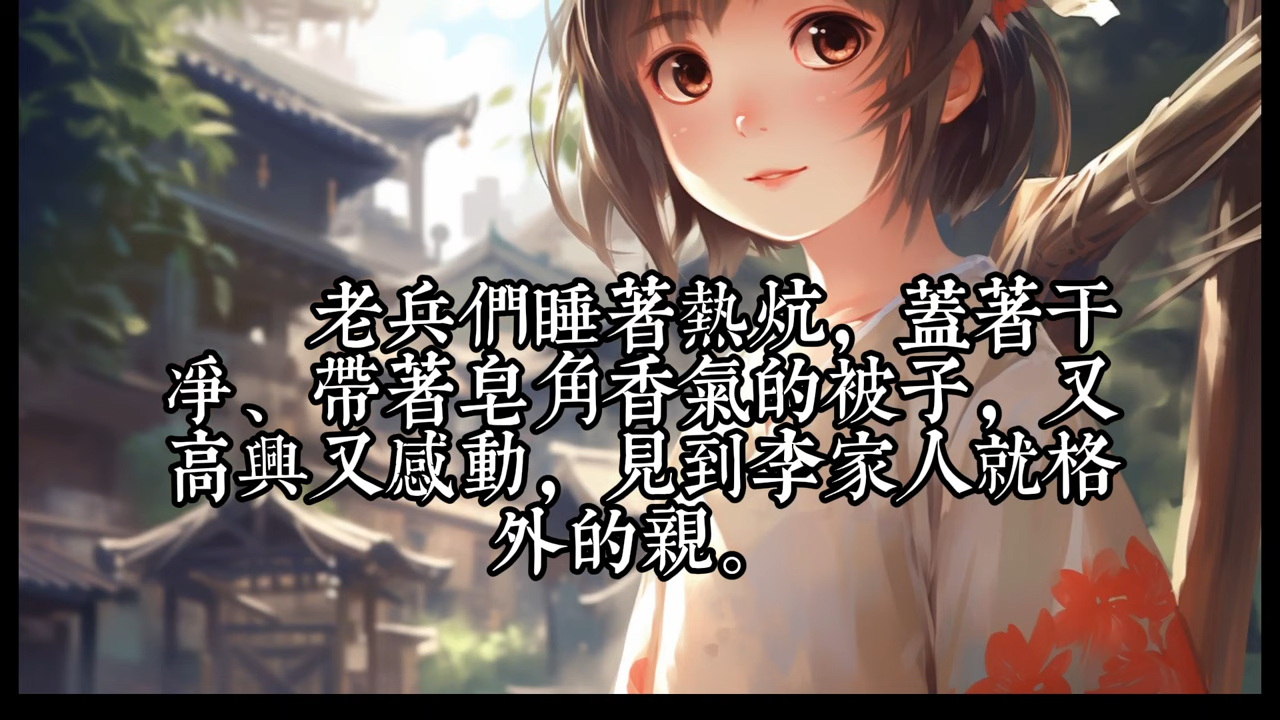 老兵們睡著熱炕，蓋著干
凈、帶著皂角香氣的被子，又
高興又感動，見到李家人就格
外的親。